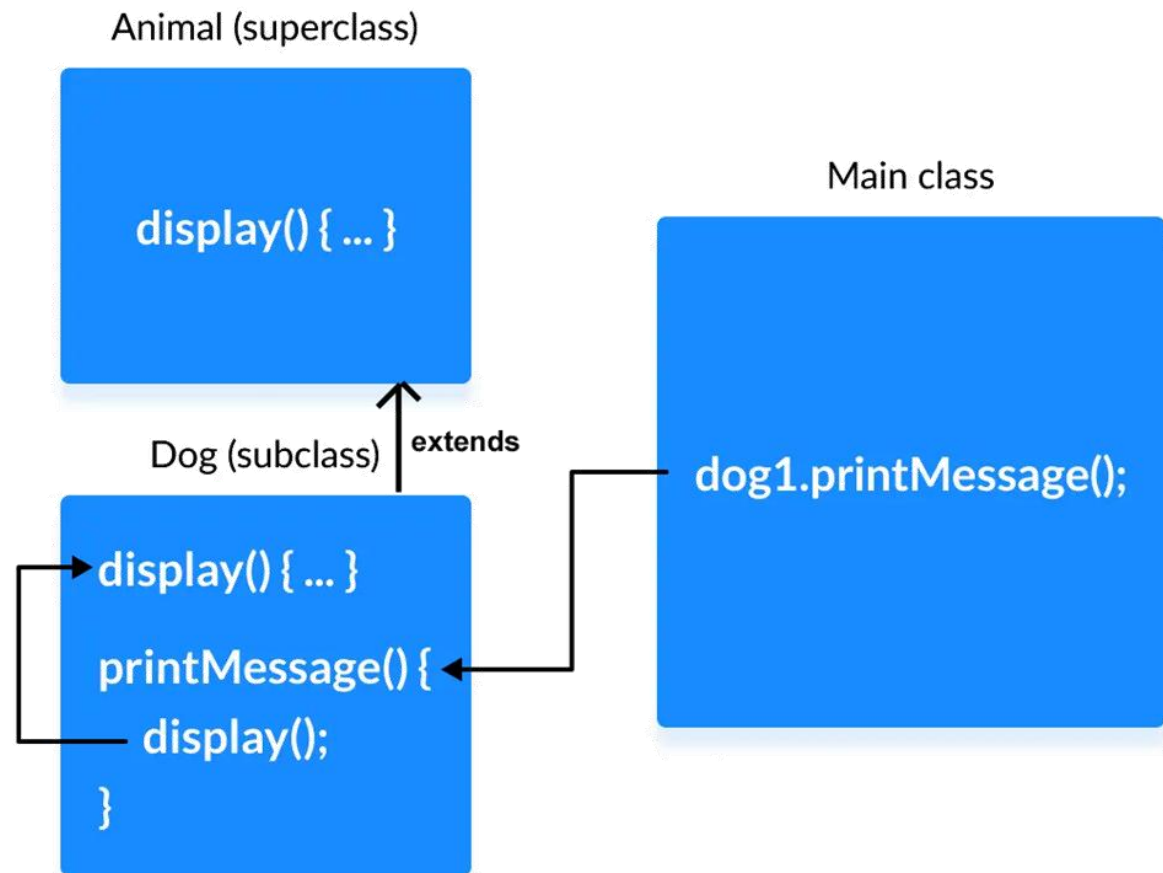 Animal (superclass)
display() { ... }
extends
Dog (subclass)
display() { ... }
printMessage() {
display();
}
Main class
dog1.printMessage();